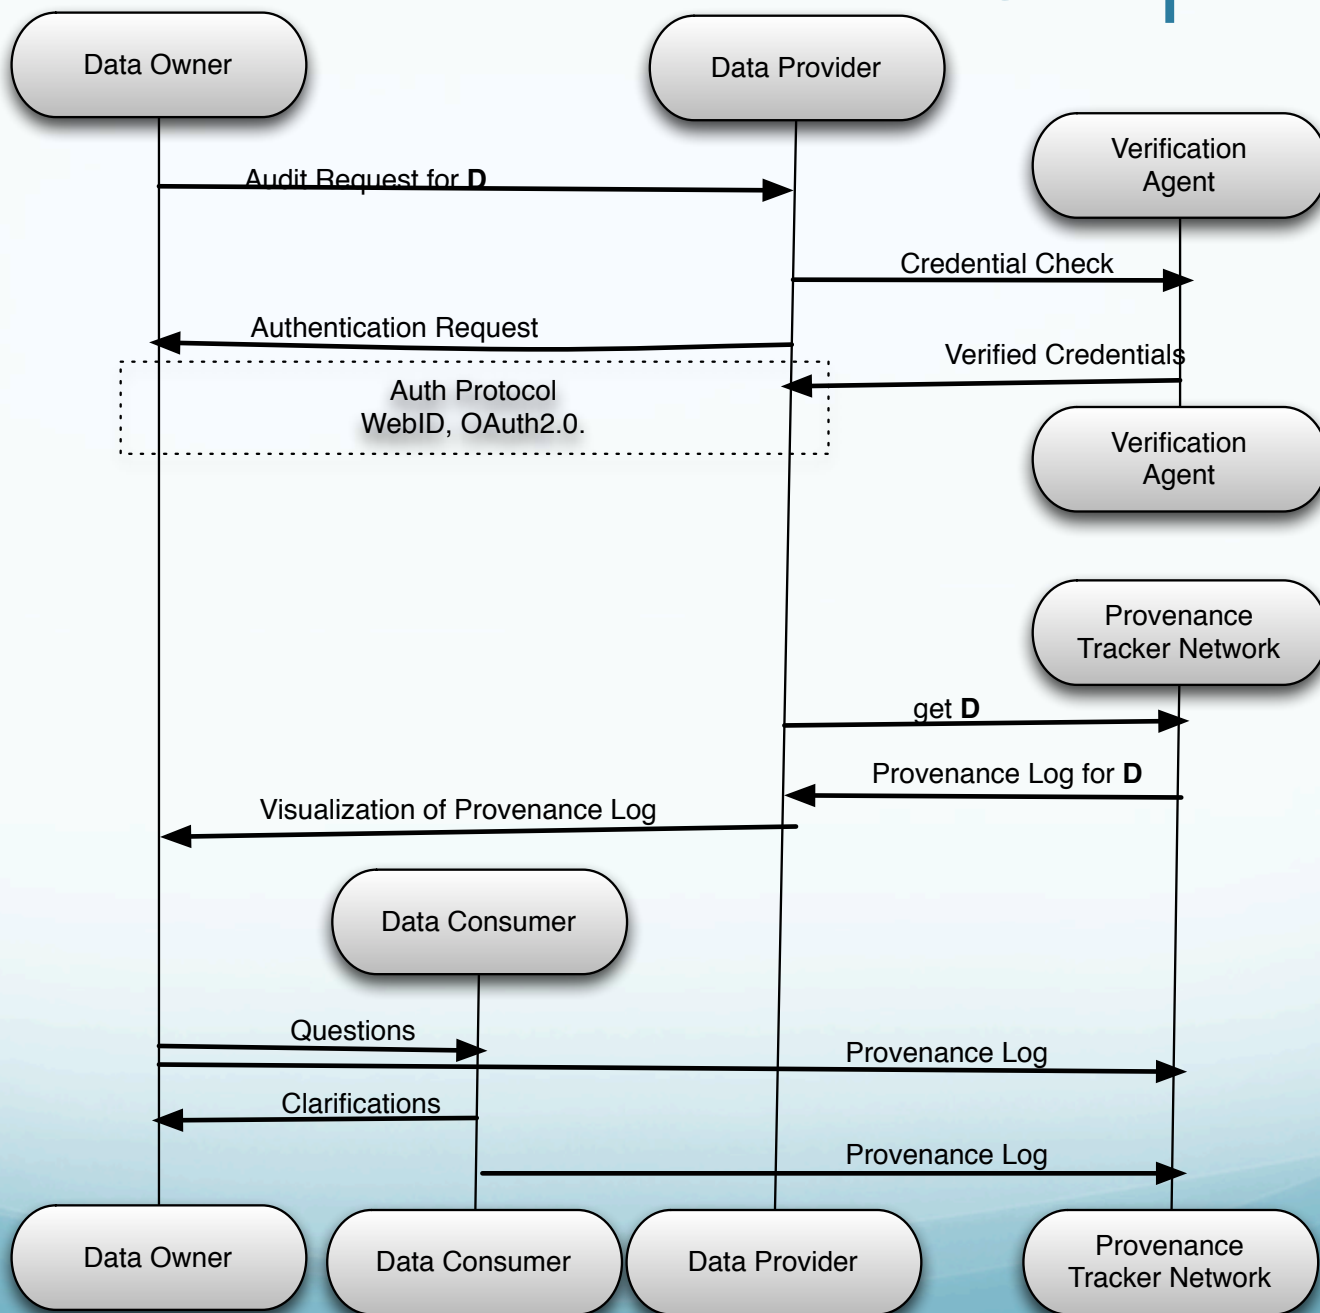 Data Owner
Data Provider
Verification
Agent
Audit Request for D
Credential Check
Authentication Request
Verified Credentials
Auth Protocol
WebID, OAuth2.0.
Verification
Agent
Provenance
Tracker Network
get D
Provenance Log for D
Visualization of Provenance Log
Data Consumer
Questions
Provenance Log
Clarifications
Provenance Log
Data Owner
Data Consumer
Data Provider
Provenance
Tracker Network